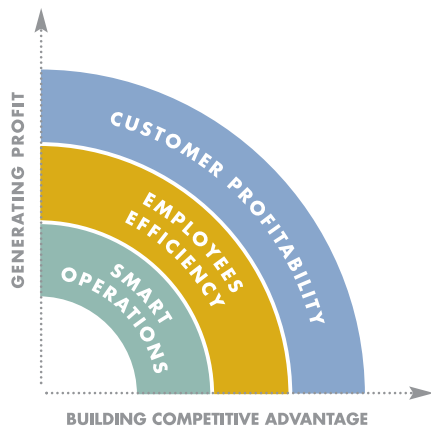 GENERATING PROFIT
CUSTOMER PROFITABILITY
EMPLOYEES
EFFICIENCY
SMART
OPERATIONS
BUILDING COMPETITIVE ADVANTAGE